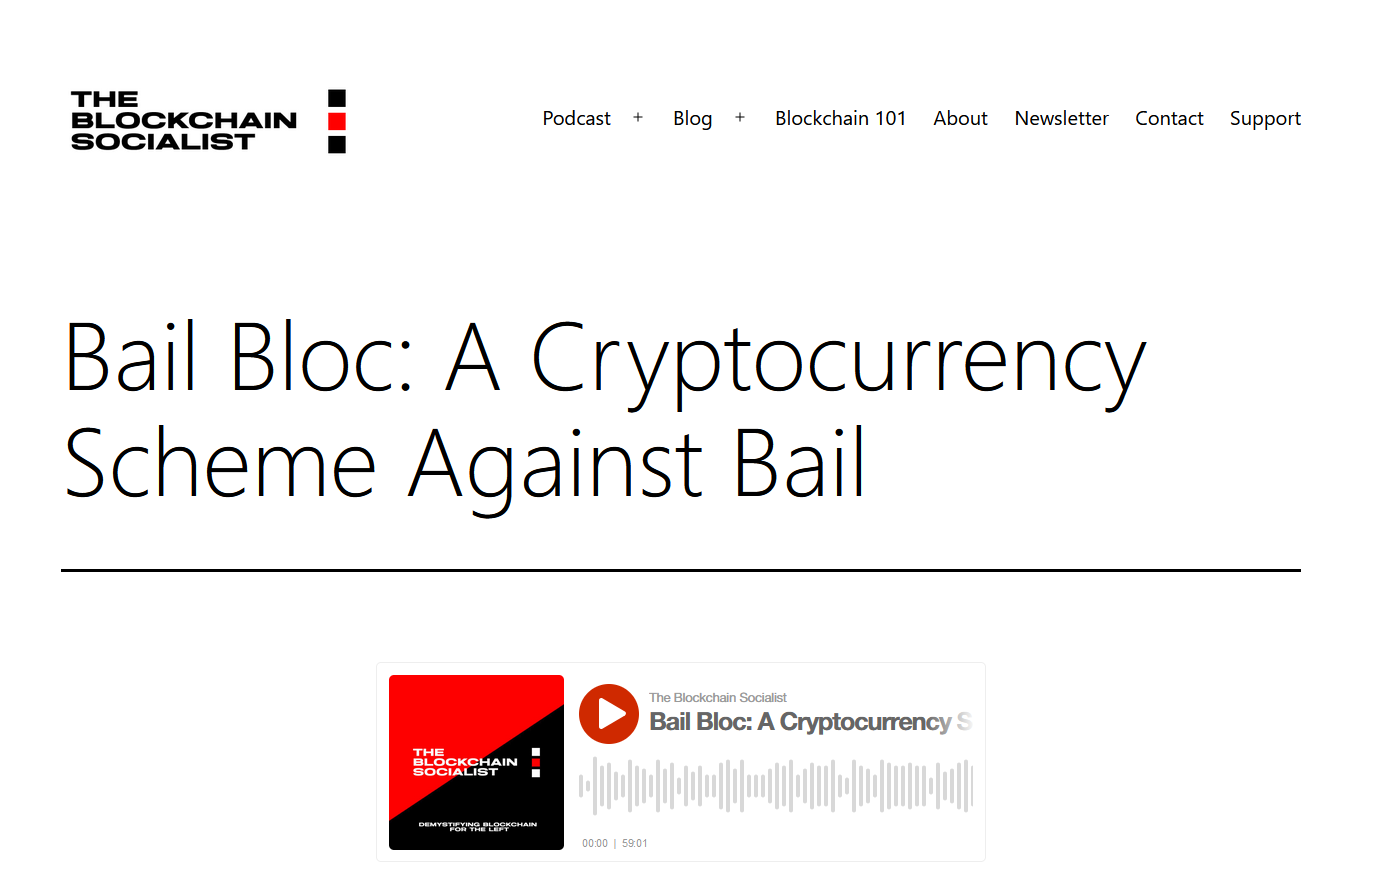 THE
BLOCKCHAIN
SOCIALIST
Podcast + Blog + Blockchain 101 About Newsletter Contact Support
Bail Bloc: A Cryptocurrency
Scheme Against Bail
The Blockchain Socialist
Bail Bloc: A Cryptocurrency S
THE
BLOCKCHAIN
SOCIALIST
DEMYSTIFYING BLOCKCHAIN
FOR THE LEFT
00:00 | 59:01